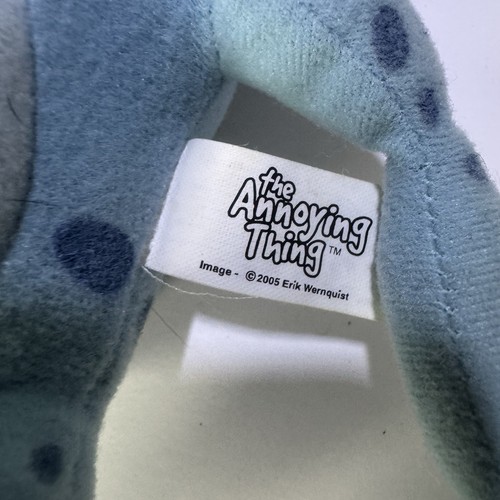 the
Annoying
Thing™
Image - ©2005 Erik Wernquist